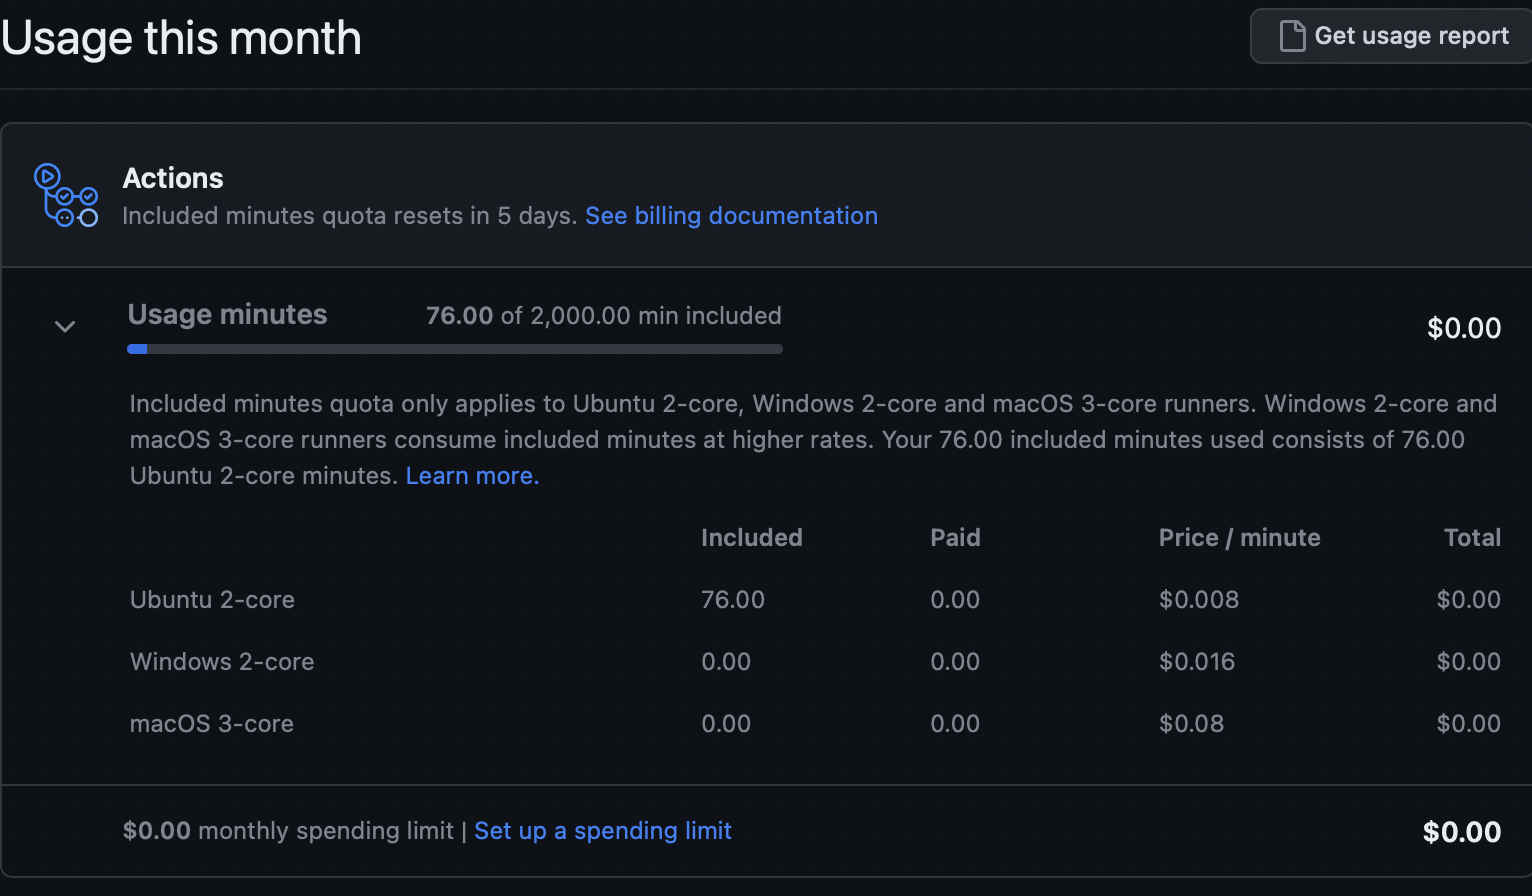 Usage this month
Get usage report
Actions
Included minutes quota resets in 5 days. See billing documentation
Usage minutes 76.00 of 2,000.00 min included
$0.00
Included minutes quota only applies to Ubuntu 2-core, Windows 2-core and macOS 3-core runners. Windows 2-core and
macOS 3-core runners consume included minutes at higher rates. Your 76.00 included minutes used consists of 76.00
Ubuntu 2-core minutes. Learn more.
Included Paid Price / minute Total
Ubuntu 2-core 76.00 0.00 $0.008 $0.00
Windows 2-core 0.00 0.00 $0.016 $0.00
macOS 3-core 0.00 0.00 $0.08 $0.00
$0.00 monthly spending limit | Set up a spending limit $0.00